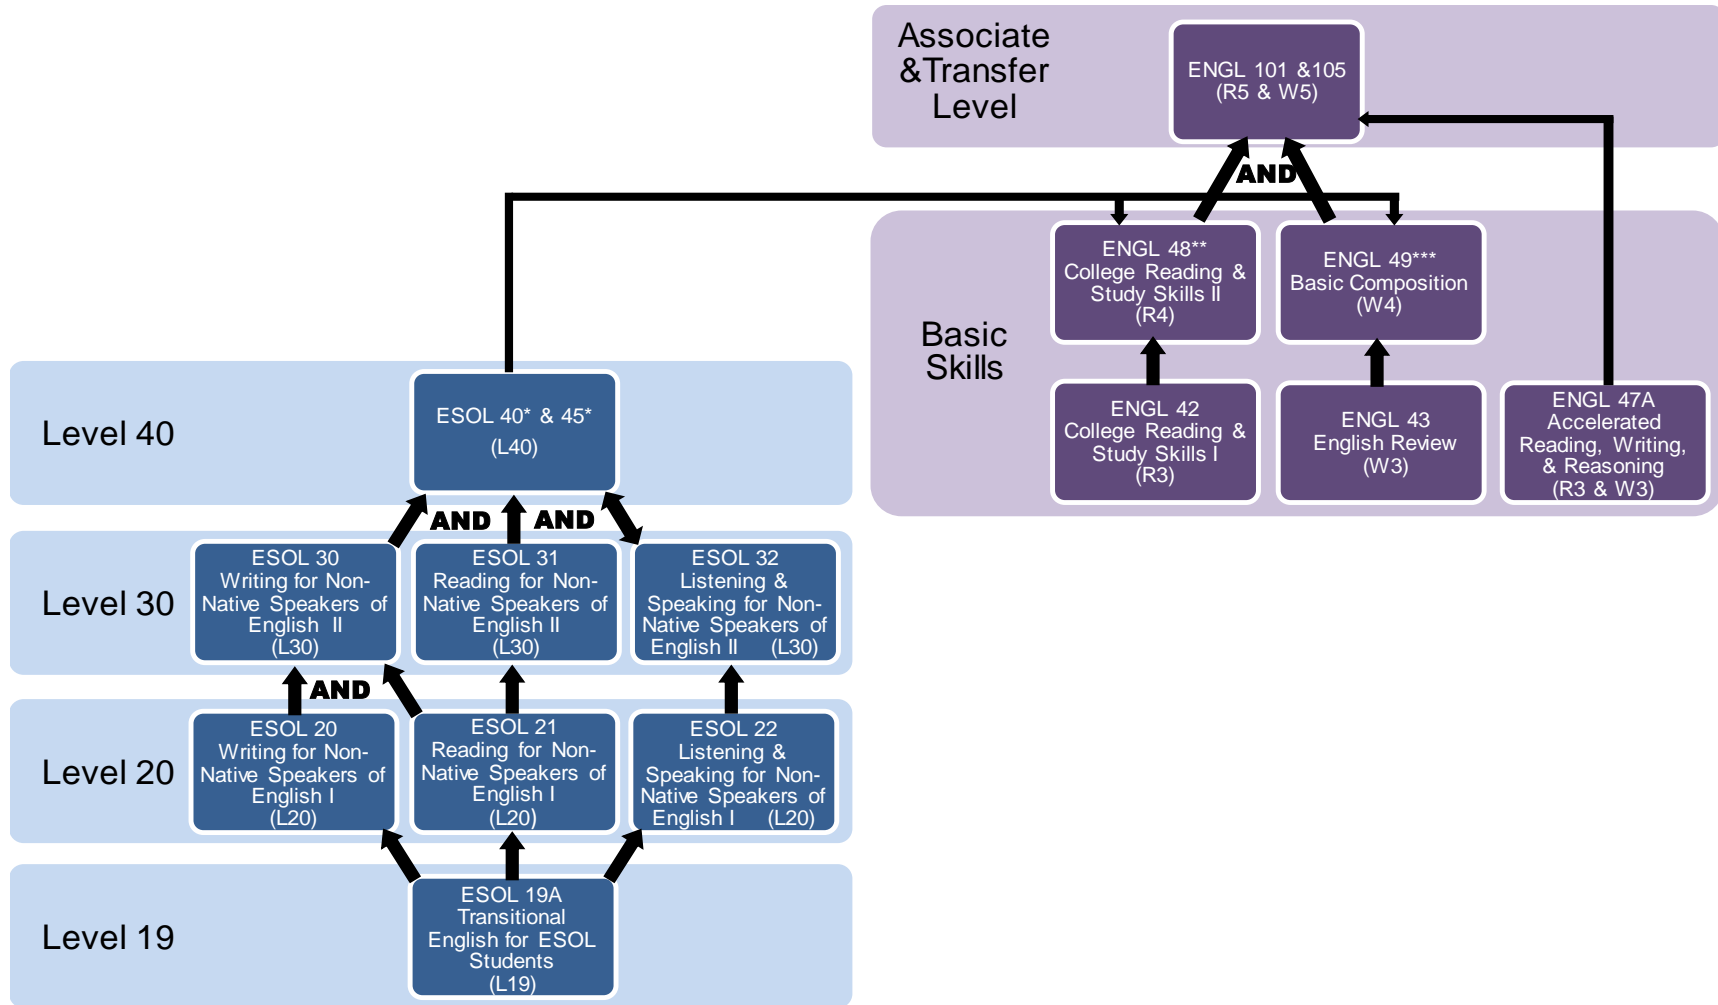 Associate
&Transfer
Level
ENGL 101 &105
(R5 & W5)
AND
Basic
Skills
ENGL 48**
College Reading &
Study Skills II
(R4)
ENGL 49***
Basic Composition
(W4)
ENGL 42
College Reading &
Study Skills I
(R3)
ENGL 43
English Review
(W3)
ENGL 47A
Accelerated
Reading, Writing,
& Reasoning
(R3 & W3)
Level 40
ESOL 40* & 45*
(L40)
AND
AND
Level 30
ESOL 30
Writing for Non-
Native Speakers of
English II
(L30)
ESOL 31
Reading for Non-
Native Speakers of
English II
(L30)
ESOL 32
Listening &
Speaking for Non-
Native Speakers of
English II (L30)
AND
Level 20
ESOL 20
Writing for Non-
Native Speakers of
English I
(L20)
ESOL 21
Reading for Non-
Native Speakers of
English I
(L20)
ESOL 22
Listening &
Speaking for Non-
Native Speakers of
English I (L20)
Level 19
ESOL 19A
Transitional
English for ESOL
Students
(L19)